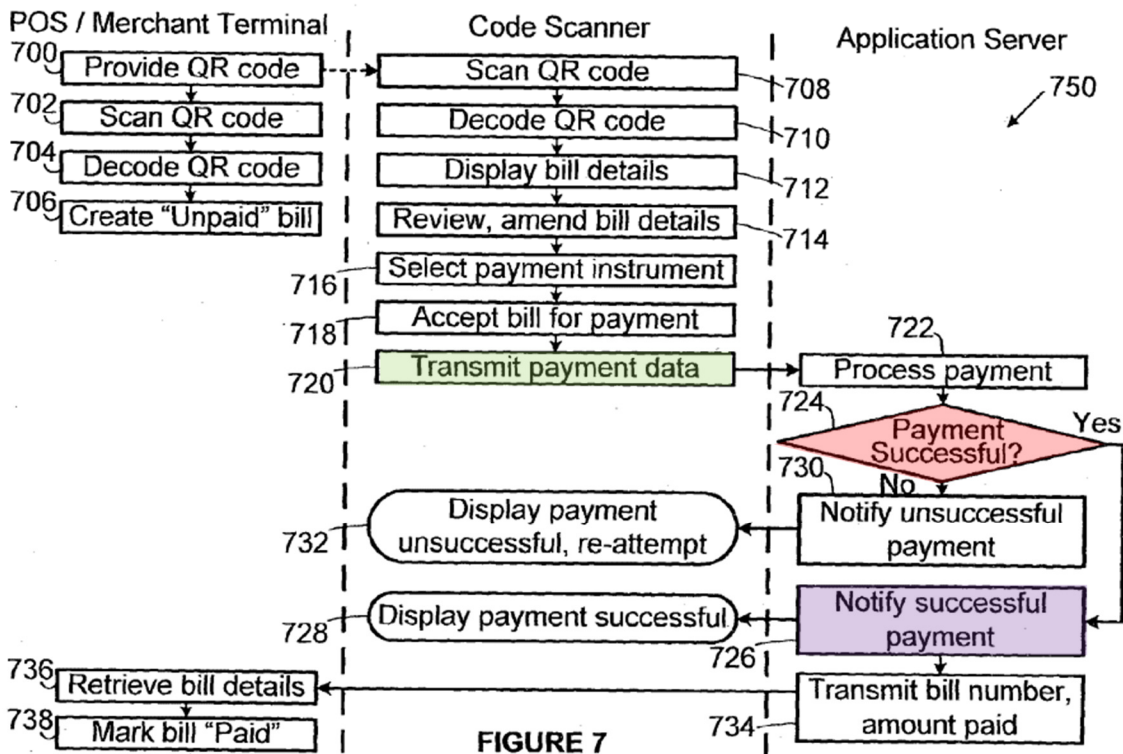 POS / Merchant Terminal
Code Scanner
Application Server
700
Provide QR code
Scan QR code
708
750
702
Scan QR code
Decode QR code
710
704
Decode QR code
Display bill details
712
706
Create “Unpaid” bill
Review, amend bill details
714
716
Select payment instrument
718
Accept bill for payment
722
720
Transmit payment data
Process payment
724
Payment
Successful?
Yes
730
No
732
Display payment
unsuccessful, re-attempt
Notify unsuccessful
payment
728
Display payment successful
Notify successful
payment
726
736
Retrieve bill details
Transmit bill number,
amount paid
734
738
Mark bill “Paid”
FIGURE 7